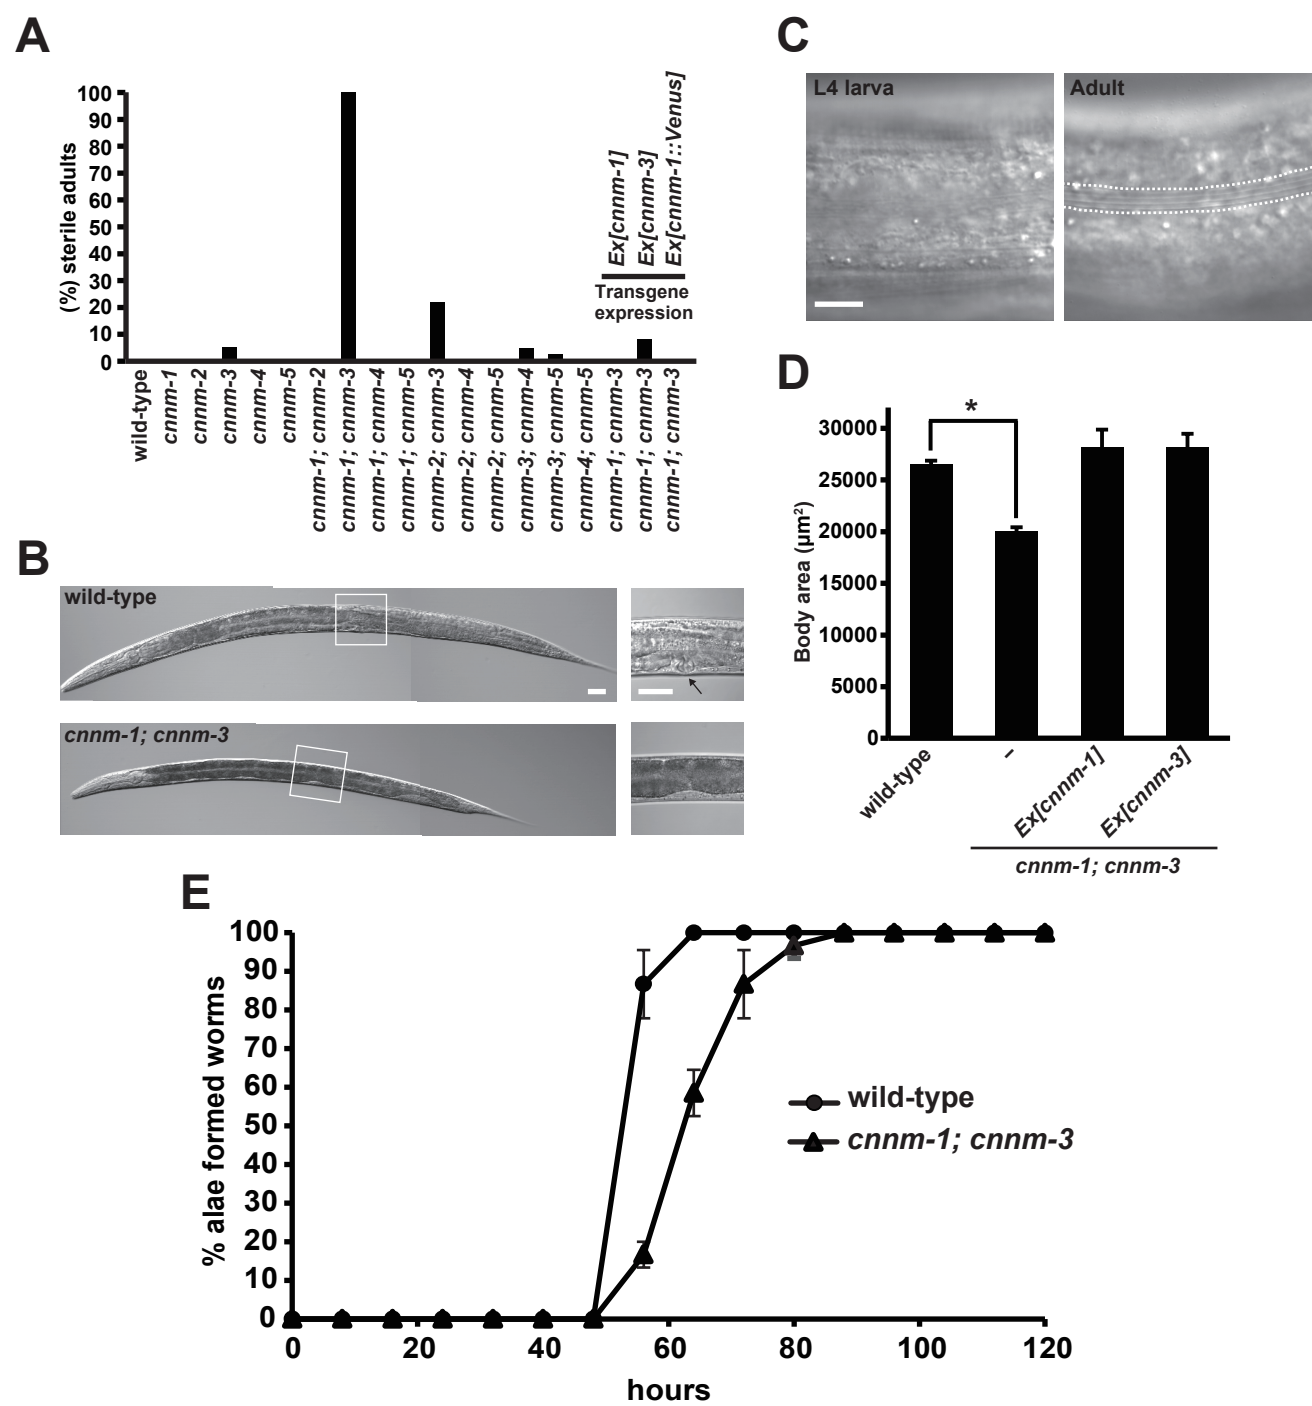 A
(%) sterile adults
100
90
80
70
60
50
40
30
20
10
0
Ex[cnnm-1]
Ex[cnnm-3]
Ex[cnnm-1::Venus]
Transgene
expression
wild-type
cnnm-1
cnnm-2
cnnm-3
cnnm-4
cnnm-5
cnnm-1; cnnm-2
cnnm-1; cnnm-3
cnnm-1; cnnm-4
cnnm-1; cnnm-5
cnnm-2; cnnm-3
cnnm-2; cnnm-4
cnnm-2; cnnm-5
cnnm-3; cnnm-4
cnnm-3; cnnm-5
cnnm-4; cnnm-5
cnnm-1; cnnm-3
cnnm-1; cnnm-3
cnnm-1; cnnm-3
B
wild-type
cnnm-1; cnnm-3
C
L4 larva
Adult
D
Body area (µm²)
30000
25000
20000
15000
10000
5000
0
*
wild-type
–
Ex[cnnm-1]
Ex[cnnm-3]
cnnm-1; cnnm-3
E
% alae formed worms
100
90
80
70
60
50
40
30
20
10
0
wild-type
cnnm-1; cnnm-3
0 20 40 60 80 100 120
hours